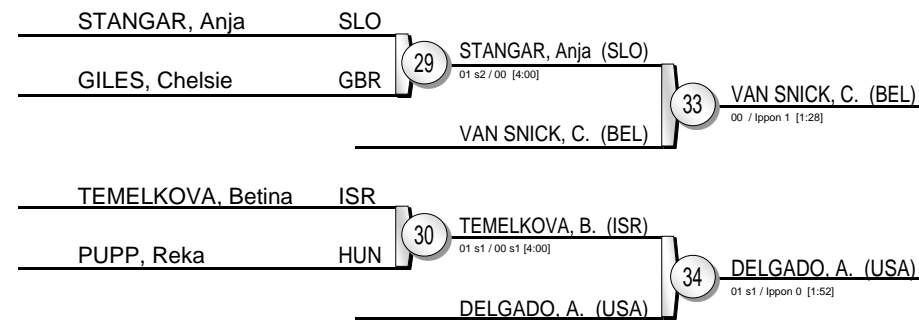 STANGAR, Anja SLO
STANGAR, Anja (SLO)
29
01 s2 / 00 [4:00]
GILES, Chelsie GBR
VAN SNICK, C. (BEL)
33
00 / Ippon 1 [1:28]
VAN SNICK, C. (BEL)
TEMELKOVA, Betina ISR
TEMELKOVA, B. (ISR)
30
01 s1 / 00 s1 [4:00]
PUPP, Reka HUN
DELGADO, A. (USA)
34
01 s1 / Ippon 0 [1:52]
DELGADO, A. (USA)